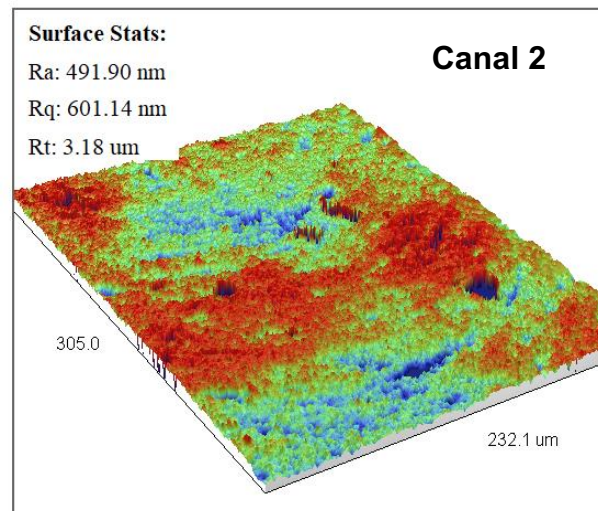 Surface Stats:
Ra: 491.90 nm
Rq: 601.14 nm
Rt: 3.18 um
Canal 2
305.0
232.1 um